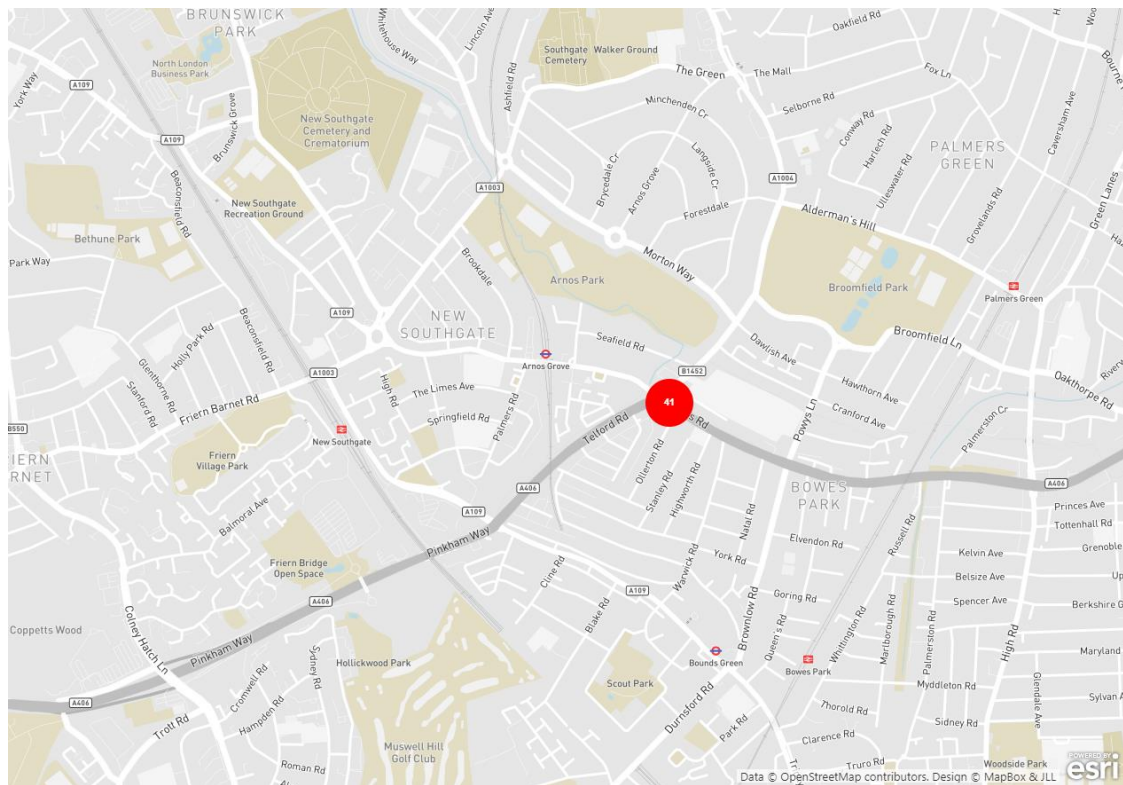 BRUNSWICK
PARK
Whitehouse Way
Lincoln Ave
Southgate
Cemetery
Walker Ground
Oakfield Rd
North London
Business Park
York Way
A109
Ashfield Rd
The Green
The Mall
Fox Ln
Bourne
Minchenden Cr
Selborne Rd
Caversham Ave
New Southgate
Cemetery and
Crematorium
Conway Rd
Harlech Rd
A109
Brunswick Grove
PALMERS
GREEN
Langside Cr
Ulleswater Rd
Brycedale Cr
Arnos Grove
A1004
A1003
Beaconsfield Rd
New Southgate
Recreation Ground
Forestdale
Alderman's Hill
Grovelands Rd
Green Lanes
Bethune Park
Park Way
Brookdale
Morton Way
Arnos Park
Broomfield Park
Palmers Green
A109
NEW
SOUTHGATE
Beaconsfield Rd
Holly Park Rd
Seafield Rd
Dawlish Ave
Broomfield Ln
Glenthorne Rd
Arnos Grove
A1003
B1452
Oakthorpe Rd
High Rd
The Limes Ave
Hawthorn Ave
Stanford Rd
Friern Barnet Rd
41
Palmers Rd
Springfield Rd
Cranford Ave
Powys Ln
Palmerston Cr
B550
New Southgate
Telford Rd
s Rd
Friern
Village Park
Ollerton Rd
Stanley Rd
Highworth Rd
A406
BOWES
PARK
A406
Balmoral Ave
A109
Natal Rd
Princes Ave
Tottenhall Rd
Pinkham Way
Elvendon Rd
Russell Rd
Kelvin Ave
Grenoble
York Rd
Friern Bridge
Open Space
Cline Rd
Warwick Rd
Belsize Ave
Up
A109
A406
Goring Rd
Spencer Ave
Berkshire G
Blake Rd
Brownlow Rd
Queen's Rd
Whittington Rd
Marlborough Rd
Palmerston Rd
High Rd
Coppetts Wood
Colney Hatch Ln
Pinkham Way
Sydney Rd
Hollickwood Park
Bounds Green
Bowes Park
Maryland
Cromwell Rd
Scout Park
Myddleton Rd
Sylvan A
A406
Hampden Rd
Durnsford Rd
Thorold Rd
Glendale Ave
Trott Rd
Park Rd
Sidney Rd
Muswell Hill
Golf Club
Clarence Rd
Roman Rd
Truro Rd
Woodside Park
POWERED BY
esri
Data © OpenStreetMap contributors. Design © MapBox & JLL